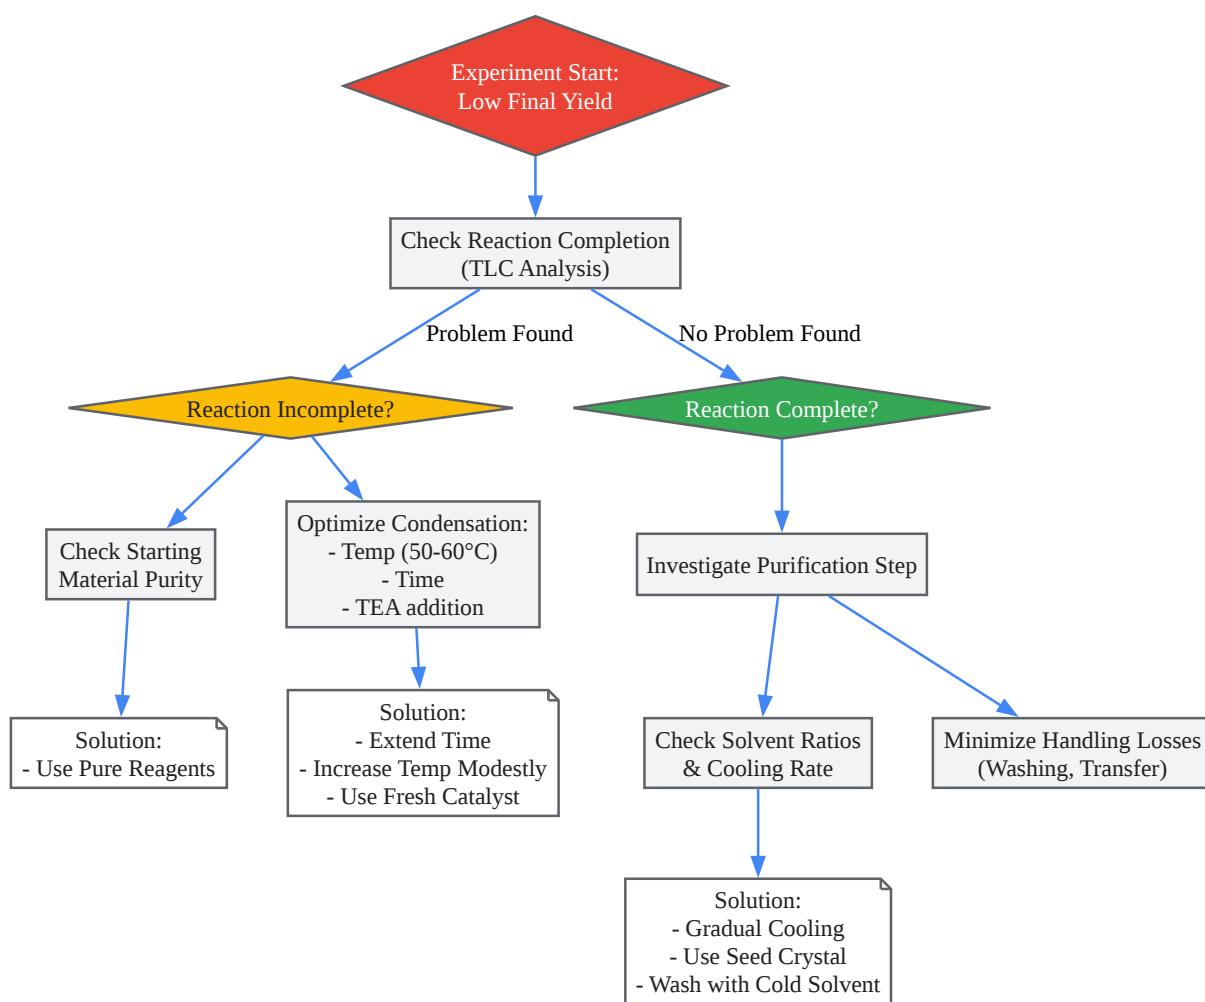 Experiment Start:
Low Final Yield
Check Reaction Completion
(TLC Analysis)
Problem Found
No Problem Found
Reaction Incomplete?
Reaction Complete?
Check Starting
Material Purity
Optimize Condensation:
- Temp (50-60°C)
- Time
- TEA addition
Investigate Purification Step
Solution:
- Use Pure Reagents
Solution:
- Extend Time
- Increase Temp Modestly
- Use Fresh Catalyst
Check Solvent Ratios
& Cooling Rate
Minimize Handling Losses
(Washing, Transfer)
Solution:
- Gradual Cooling
- Use Seed Crystal
- Wash with Cold Solvent